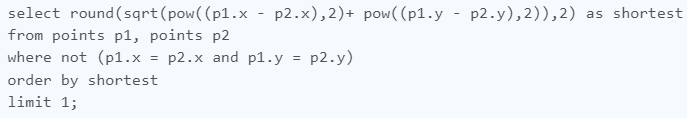 select round(sqrt(pow((p1.x - p2.x),2)+ pow((p1.y - p2.y),2)),2) as shortest
from points p1, points p2
where not (p1.x = p2.x and p1.y = p2.y)
order by shortest
limit 1;